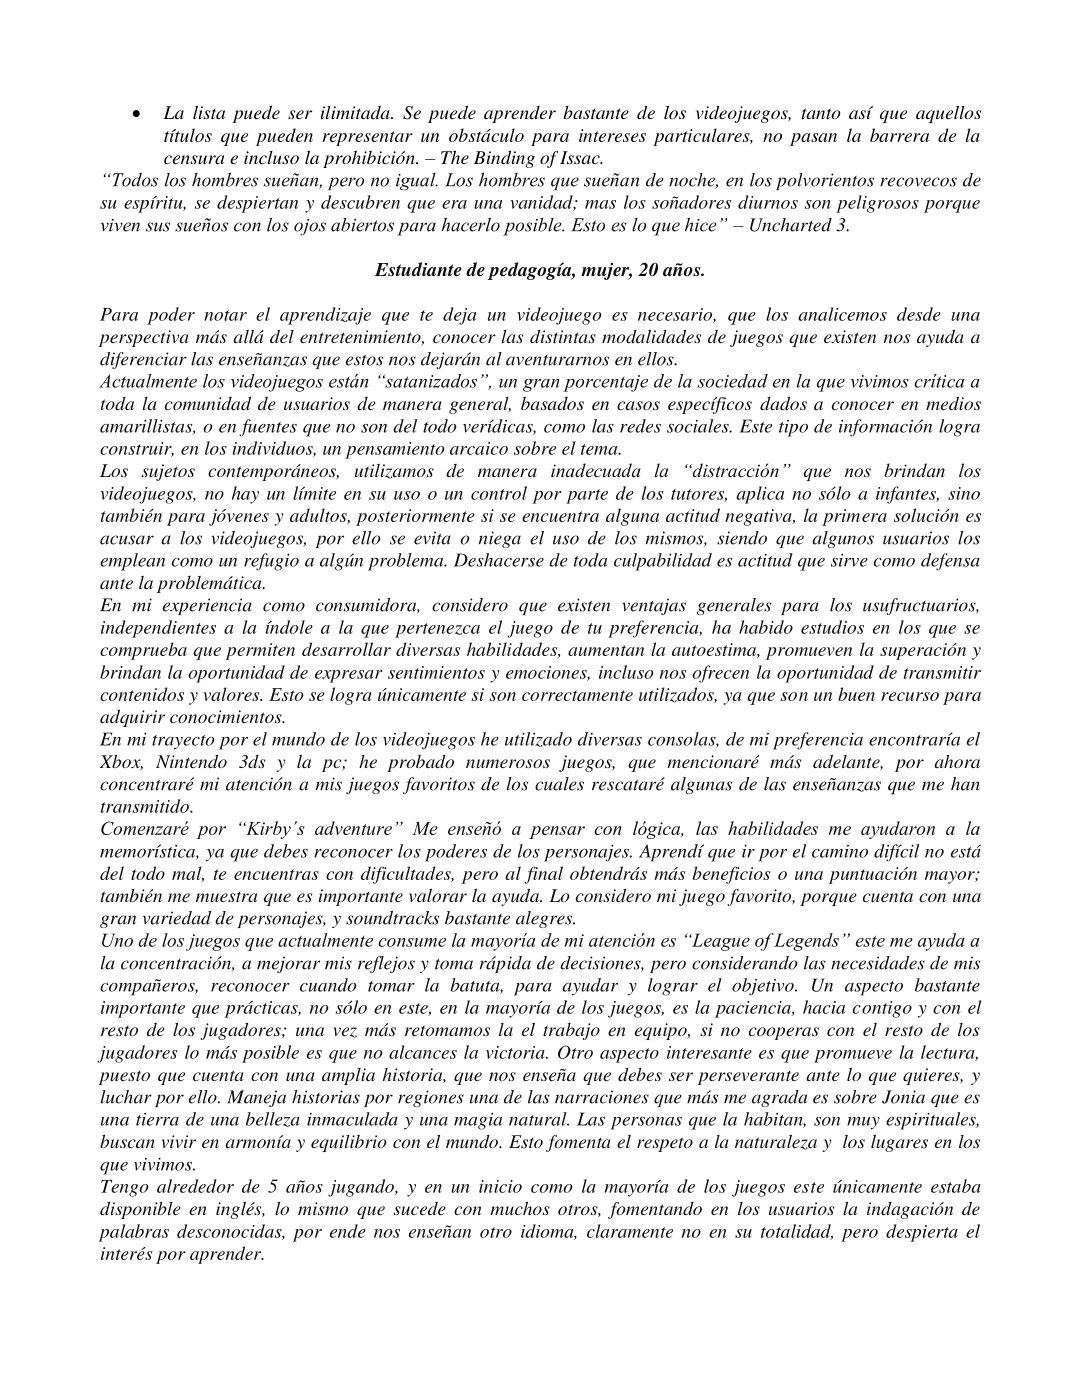 • La lista puede ser ilimitada. Se puede aprender bastante de los videojuegos, tanto así que aquellos
títulos que pueden representar un obstáculo para intereses particulares, no pasan la barrera de la
censura e incluso la prohibición. – The Binding of Issac.
“Todos los hombres sueñan, pero no igual. Los hombres que sueñan de noche, en los polvorientos recovecos de
su espíritu, se despiertan y descubren que era una vanidad; mas los soñadores diurnos son peligrosos porque
viven sus sueños con los ojos abiertos para hacerlo posible. Esto es lo que hice” – Uncharted 3.
Estudiante de pedagogía, mujer, 20 años.
Para poder notar el aprendizaje que te deja un videojuego es necesario, que los analicemos desde una
perspectiva más allá del entretenimiento, conocer las distintas modalidades de juegos que existen nos ayuda a
diferenciar las enseñanzas que estos nos dejarán al aventurarnos en ellos.
Actualmente los videojuegos están “satanizados”, un gran porcentaje de la sociedad en la que vivimos crítica a
toda la comunidad de usuarios de manera general, basados en casos específicos dados a conocer en medios
amarillistas, o en fuentes que no son del todo verídicas, como las redes sociales. Este tipo de información logra
construir, en los individuos, un pensamiento arcaico sobre el tema.
Los sujetos contemporáneos, utilizamos de manera inadecuada la “distracción” que nos brindan los
videojuegos, no hay un límite en su uso o un control por parte de los tutores, aplica no sólo a infantes, sino
también para jóvenes y adultos, posteriormente si se encuentra alguna actitud negativa, la primera solución es
acusar a los videojuegos, por ello se evita o niega el uso de los mismos, siendo que algunos usuarios los
emplean como un refugio a algún problema. Deshacerse de toda culpabilidad es actitud que sirve como defensa
ante la problemática.
En mi experiencia como consumidora, considero que existen ventajas generales para los usufructuarios,
independientes a la índole a la que pertenezca el juego de tu preferencia, ha habido estudios en los que se
comprueba que permiten desarrollar diversas habilidades, aumentan la autoestima, promueven la superación y
brindan la oportunidad de expresar sentimientos y emociones, incluso nos ofrecen la oportunidad de transmitir
contenidos y valores. Esto se logra únicamente si son correctamente utilizados, ya que son un buen recurso para
adquirir conocimientos.
En mi trayecto por el mundo de los videojuegos he utilizado diversas consolas, de mi preferencia encontraría el
Xbox, Nintendo 3ds y la pc; he probado numerosos juegos, que mencionaré más adelante, por ahora
concentraré mi atención a mis juegos favoritos de los cuales rescataré algunas de las enseñanzas que me han
transmitido.
Comenzaré por “Kirby´s adventure” Me enseñó a pensar con lógica, las habilidades me ayudaron a la
memorística, ya que debes reconocer los poderes de los personajes. Aprendí que ir por el camino difícil no está
del todo mal, te encuentras con dificultades, pero al final obtendrás más beneficios o una puntuación mayor;
también me muestra que es importante valorar la ayuda. Lo considero mi juego favorito, porque cuenta con una
gran variedad de personajes, y soundtracks bastante alegres.
Uno de los juegos que actualmente consume la mayoría de mi atención es “League of Legends” este me ayuda a
la concentración, a mejorar mis reflejos y toma rápida de decisiones, pero considerando las necesidades de mis
compañeros, reconocer cuando tomar la batuta, para ayudar y lograr el objetivo. Un aspecto bastante
importante que prácticas, no sólo en este, en la mayoría de los juegos, es la paciencia, hacia contigo y con el
resto de los jugadores; una vez más retomamos la el trabajo en equipo, si no cooperas con el resto de los
jugadores lo más posible es que no alcances la victoria. Otro aspecto interesante es que promueve la lectura,
puesto que cuenta con una amplia historia, que nos enseña que debes ser perseverante ante lo que quieres, y
luchar por ello. Maneja historias por regiones una de las narraciones que más me agrada es sobre Jonia que es
una tierra de una belleza inmaculada y una magia natural. Las personas que la habitan, son muy espirituales,
buscan vivir en armonía y equilibrio con el mundo. Esto fomenta el respeto a la naturaleza y los lugares en los
que vivimos.
Tengo alrededor de 5 años jugando, y en un inicio como la mayoría de los juegos este únicamente estaba
disponible en inglés, lo mismo que sucede con muchos otros, fomentando en los usuarios la indagación de
palabras desconocidas, por ende nos enseñan otro idioma, claramente no en su totalidad, pero despierta el
interés por aprender.